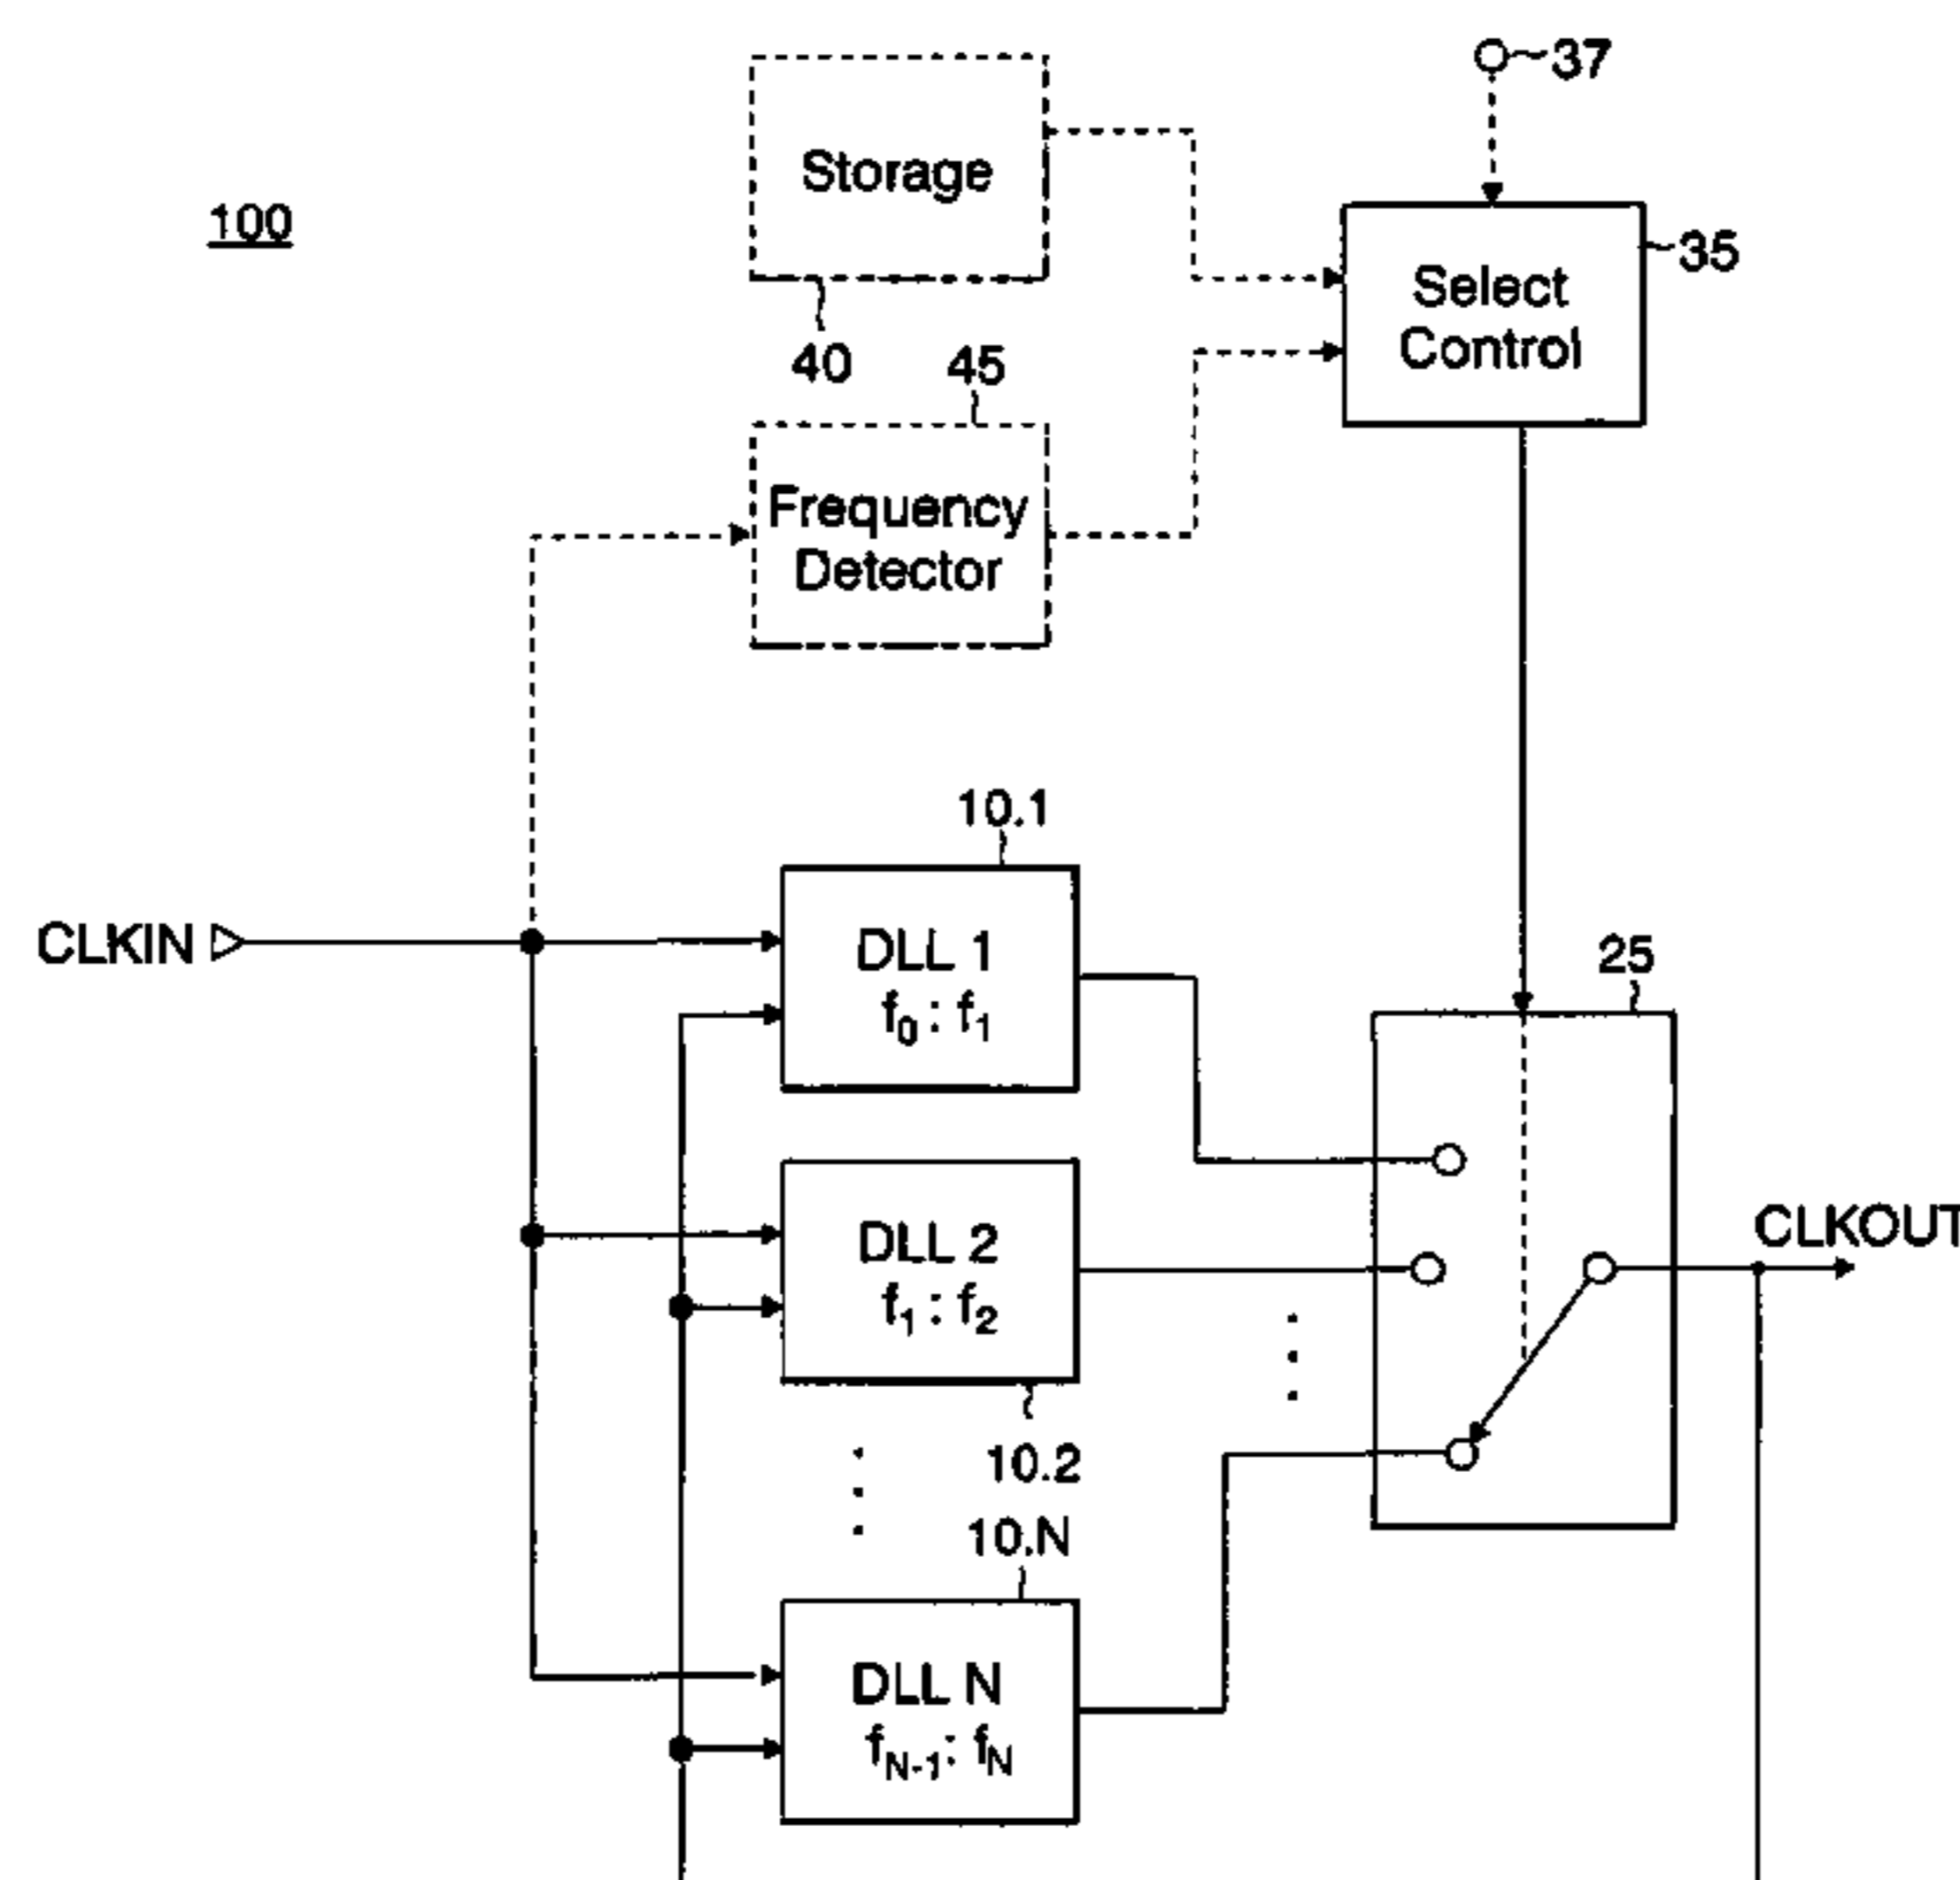 37
Storage
100
35
Select
Control
40
45
Frequency
Detector
10.1
CLKIN
DLL 1
f0 : f1
25
DLL 2
f1 : f2
CLKOUT
10.2
10.N
DLL N
fN-1 : fN